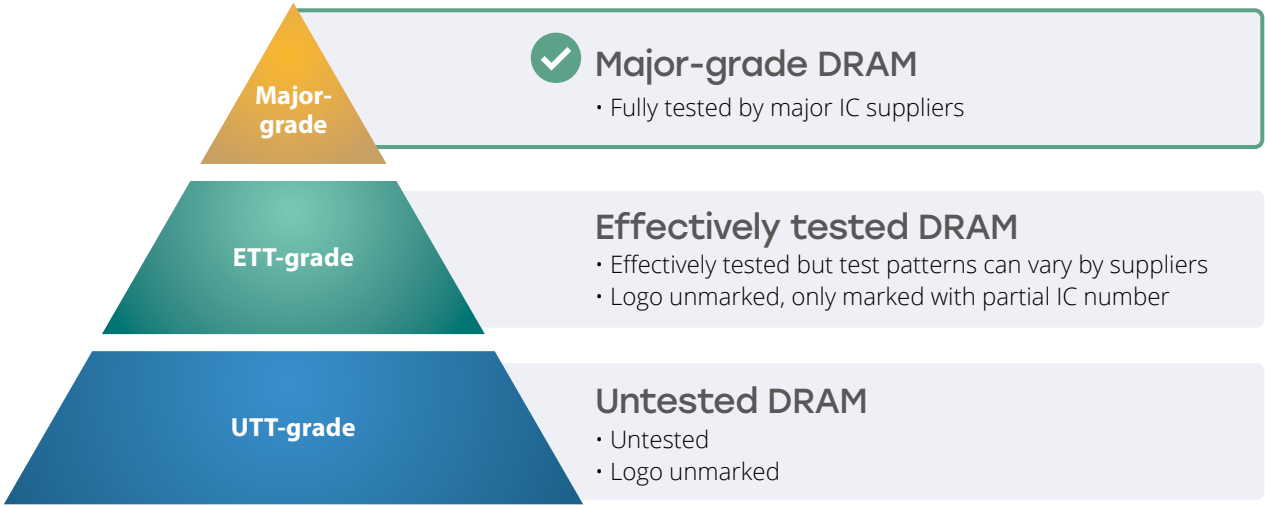 Major-
grade
Major-grade DRAM
• Fully tested by major IC suppliers
ETT-grade
Effectively tested DRAM
• Effectively tested but test patterns can vary by suppliers
• Logo unmarked, only marked with partial IC number
UTT-grade
Untested DRAM
• Untested
• Logo unmarked